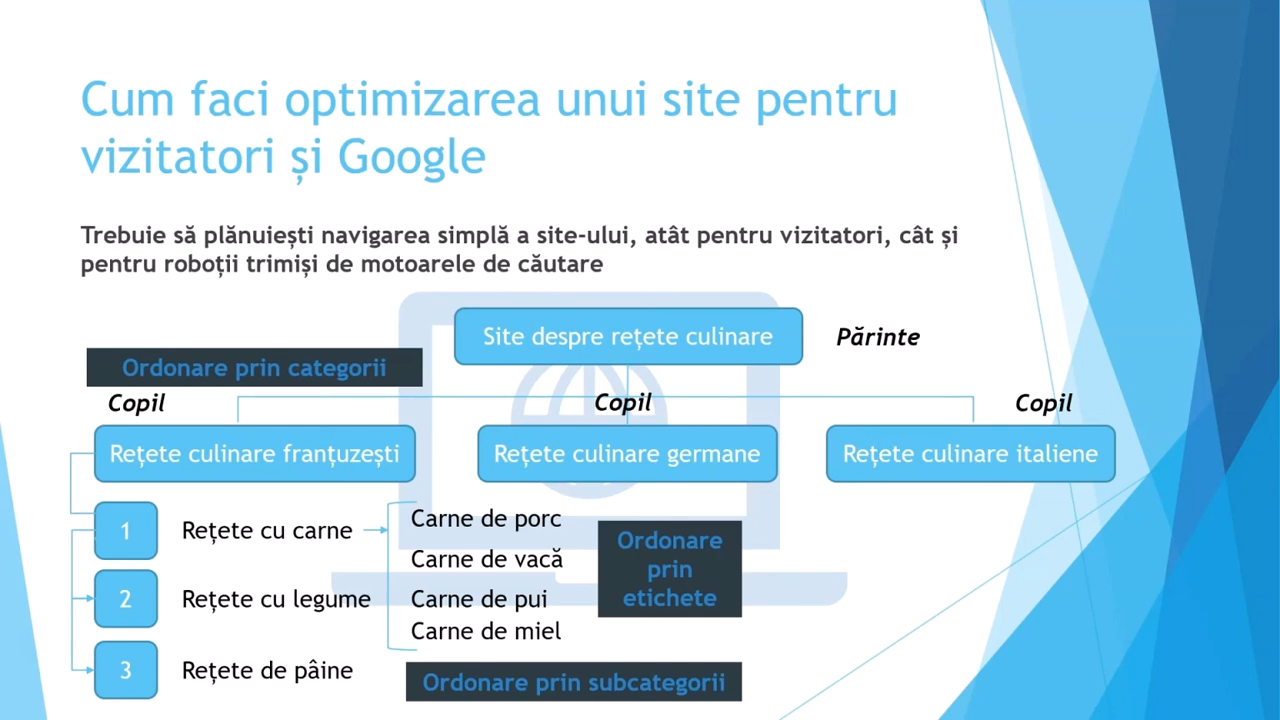 Cum faci optimizarea unui site pentru
vizitatori și Google
Trebuie să plănuiești navigarea simplă a site-ului, atât pentru vizitatori, cât și
pentru roboții trimiși de motoarele de căutare
Site despre rețete culinare
Părinte
Ordonare prin categorii
Copil
Copil
Copil
Rețete culinare franțuzești
Rețete culinare germane
Rețete culinare italiene
1
Rețete cu carne
2
Rețete cu legume
3
Rețete de pâine
Carne de porc
Carne de vacă
Carne de pui
Carne de miel
Ordonare
prin
etichete
Ordonare prin subcategorii